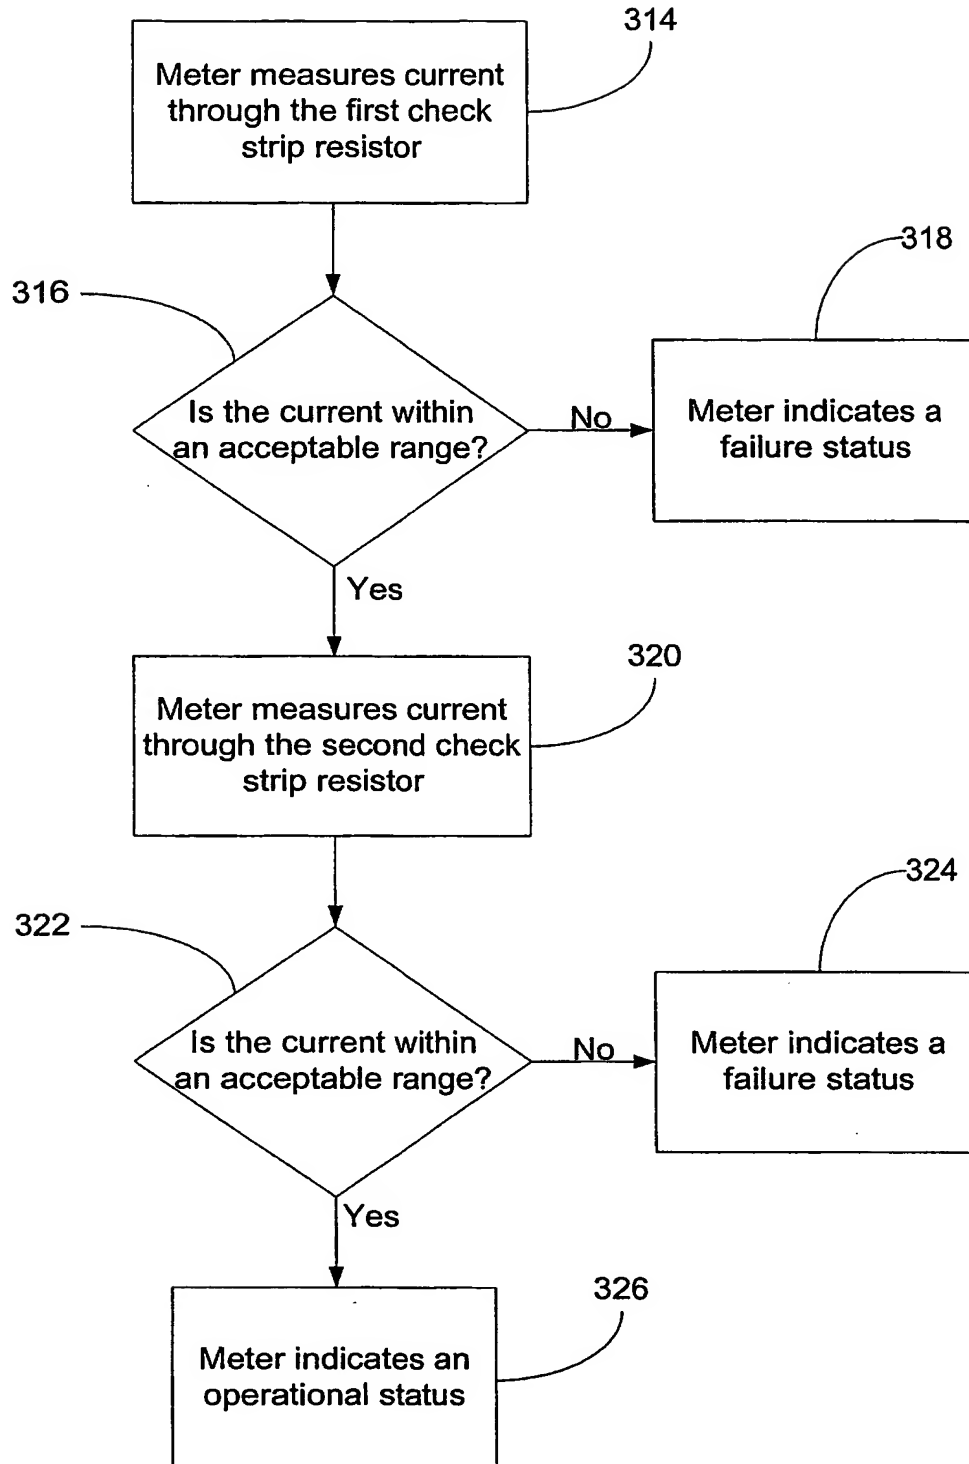 314
Meter measures current
through the first check
strip resistor
318
316
Is the current within
an acceptable range?
No
Meter indicates a
failure status
Yes
320
Meter measures current
through the second check
strip resistor
324
322
Is the current within
an acceptable range?
No
Meter indicates a
failure status
Yes
326
Meter indicates an
operational status